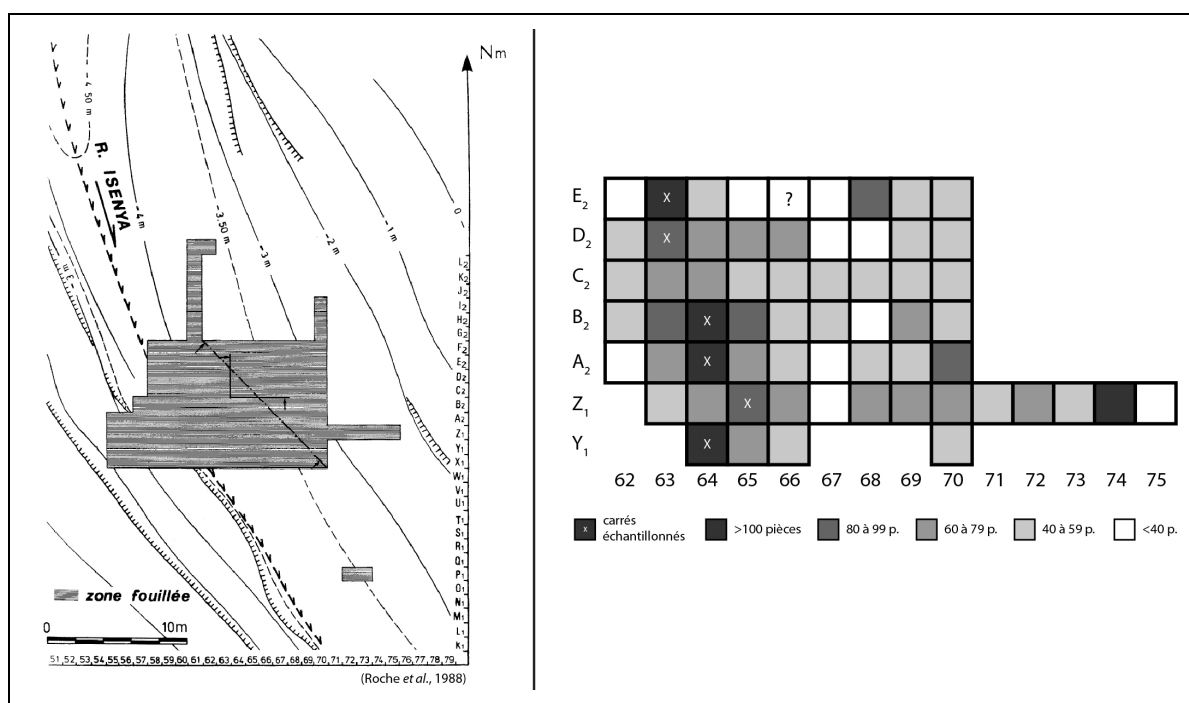 Nm
- 4 50 m
R. ISENYA
-4 m
-3.50 m
-3 m
-2 m
-1 m
0
-3 m
L2
K2
J2
I2
H2
G2
F2
E2
D2
C2
B2
A2
Z1
Y1
X1
W1
V1
U1
T1
S1
R1
Q1
P1
O1
N1
M1
L1
K1
zone fouillée
0 10m
51, 52, 53, 54, 55, 56, 57, 58, 59, 60, 61, 62, 63, 64, 65, 66, 67, 68, 69, 70, 71, 72, 73, 74, 75, 76, 77, 78, 79,
(Roche et al., 1988)
E2 x ?
D2 x
C2
B2 x
A2 x
Z1 x
Y1 x
62 63 64 65 66 67 68 69 70 71 72 73 74 75
x carrés échantillonnés >100 pièces 80 à 99 p. 60 à 79 p. 40 à 59 p. <40 p.